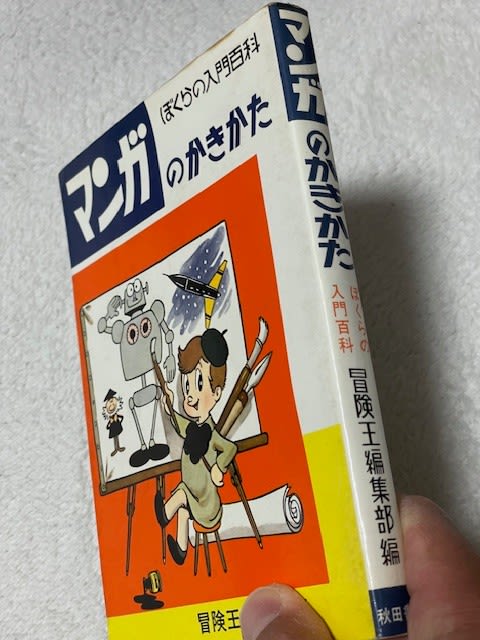 ぼくらの入門百科
マンガのかきかた
冒険王
マンガのかきかた
ぼくらの
入門百科
冒険王編集部編
秋田